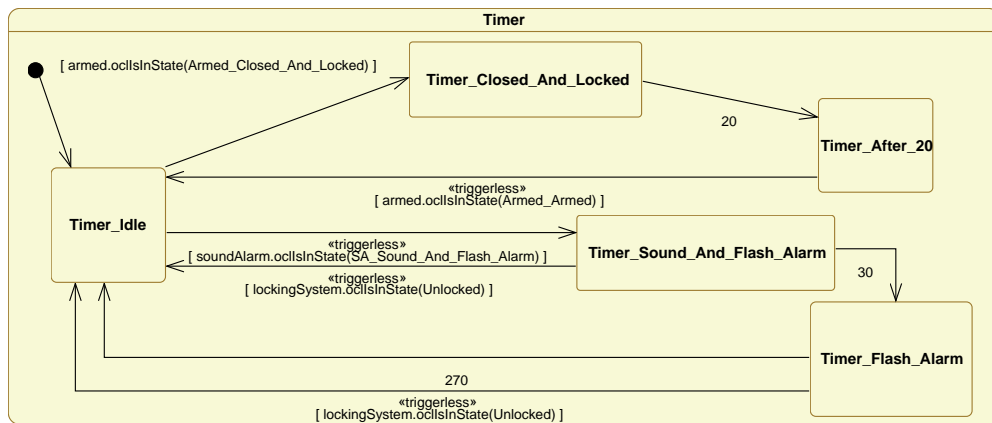 Timer
[ armed.oclIsInState(Armed_Closed_And_Locked) ]
Timer_Closed_And_Locked
20
Timer_After_20
«triggerless»
[ armed.oclIsInState(Armed_Armed) ]
Timer_Idle
«triggerless»
[ soundAlarm.oclIsInState(SA_Sound_And_Flash_Alarm) ]
Timer_Sound_And_Flash_Alarm
30
«triggerless»
[ lockingSystem.oclIsInState(Unlocked) ]
Timer_Flash_Alarm
270
«triggerless»
[ lockingSystem.oclIsInState(Unlocked) ]